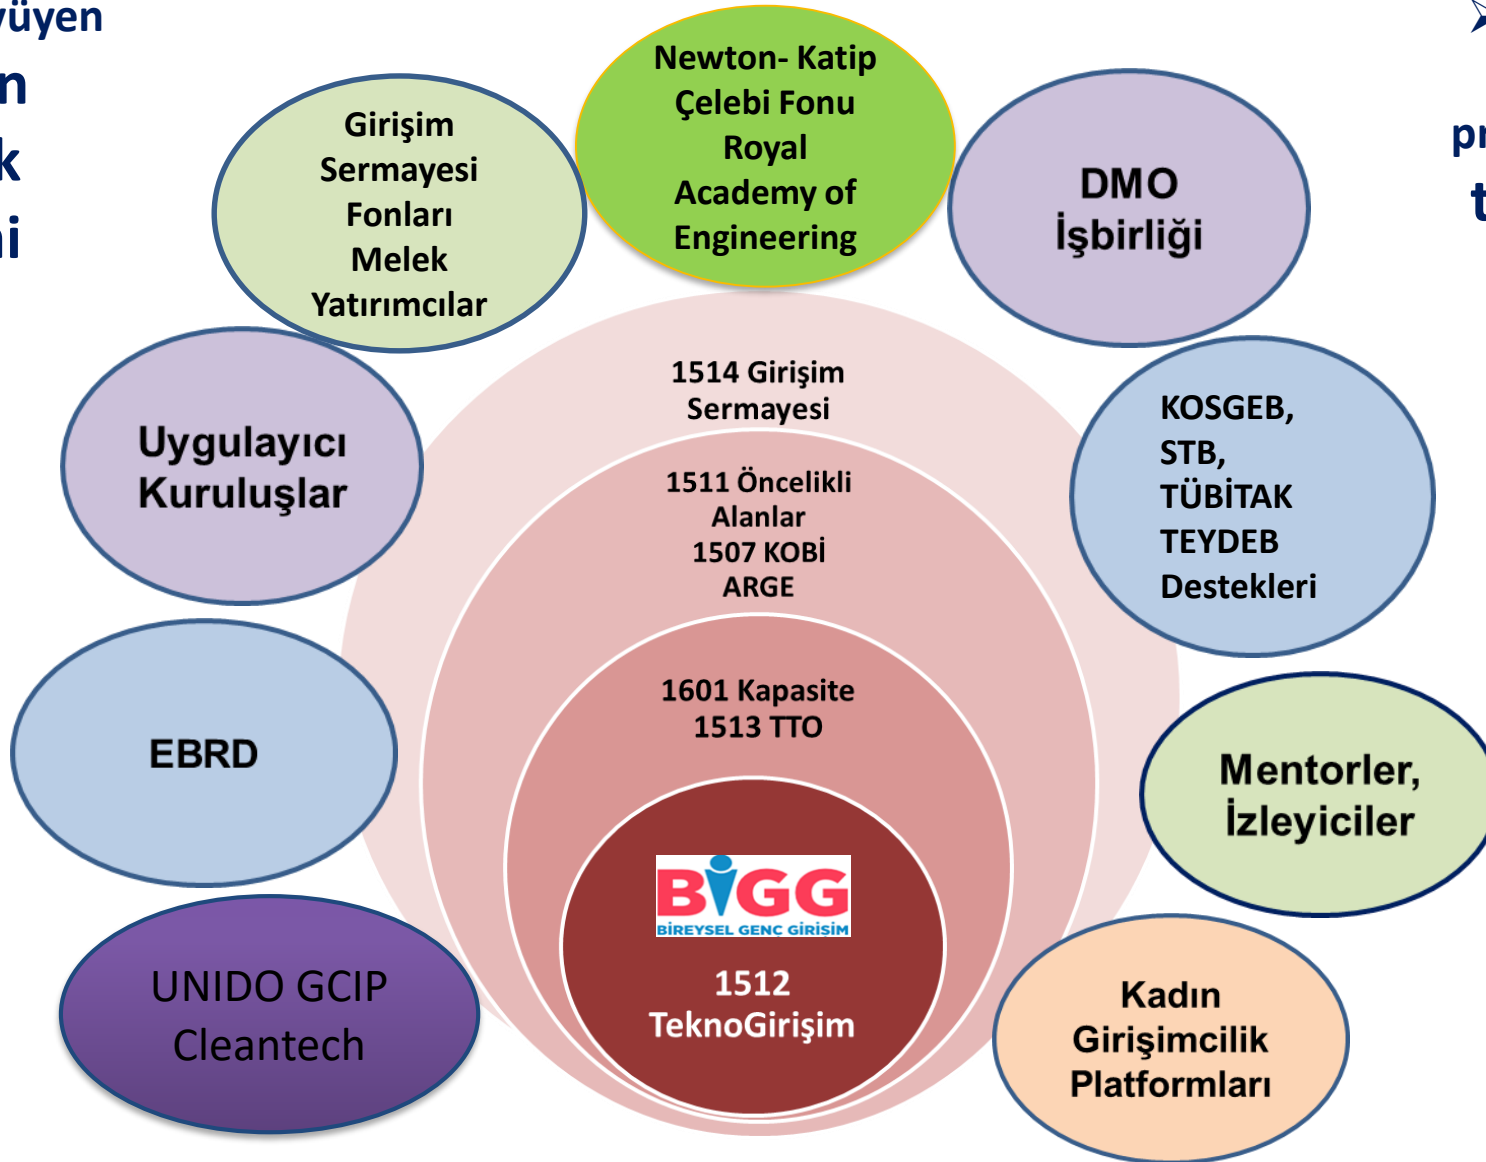 Newton- Katip
Çelebi Fonu
Royal
Academy of
Engineering
Girişim
Sermayesi
Fonları
Melek
Yatırımcılar
DMO
İşbirliği
Uygulayıcı
Kuruluşlar
1514 Girişim
Sermayesi
KOSGEB,
STB,
TÜBİTAK
TEYDEB
Destekleri
1511 Öncelikli
Alanlar
1507 KOBİ
ARGE
EBRD
1601 Kapasite
1513 TTO
Mentorler,
İzleyiciler
BiGG
BİREYSEL GENÇ GİRİŞİM
1512
TeknoGirişim
UNIDO GCIP
Cleantech
Kadın
Girişimcilik
Platformları